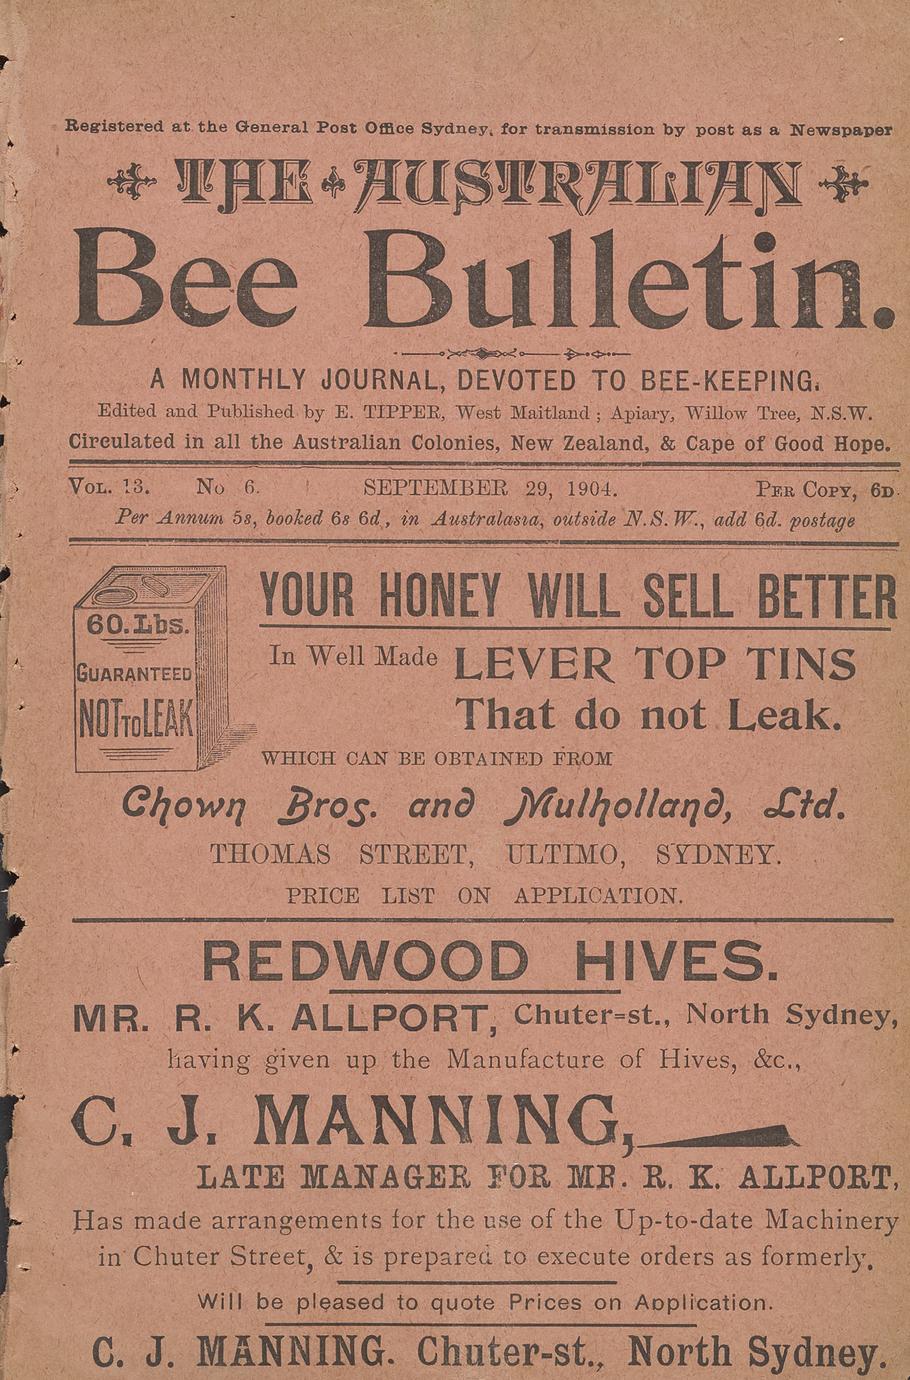 Registered at the General Post Office Sydney, for transmission by post as a Newspaper
THE AUSTRALIAN
Bee Bulletin.
A MONTHLY JOURNAL, DEVOTED TO BEE-KEEPING.
Edited and Published by E. TIPPER, West Maitland ; Apiary, Willow Tree, N.S.W.
Circulated in all the Australian Colonies, New Zealand, & Cape of Good Hope.
VOL. 13. No 6. SEPTEMBER 29, 1904. PER COPY, 6D.
Per Annum 5s, booked 6s 6d, in Australasia, outside N.S.W., add 6d. postage
60. Lbs.
GUARANTEED
NOT TO LEAK
YOUR HONEY WILL SELL BETTER
In Well Made LEVER TOP TINS
That do not Leak.
WHICH CAN BE OBTAINED FROM
Chown Bros. and Mulholland, Ltd.
THOMAS STREET, ULTIMO, SYDNEY.
PRICE LIST ON APPLICATION.
REDWOOD HIVES.
MR. R. K. ALLPORT, Chuter=st., North Sydney,
having given up the Manufacture of Hives, &c.,
C. J. MANNING,
LATE MANAGER FOR MR. R. K. ALLPORT,
Has made arrangements for the use of the Up-to-date Machinery
in Chuter Street, & is prepared to execute orders as formerly.
Will be pleased to quote Prices on Application.
C. J. MANNING. Chuter-st., North Sydney.